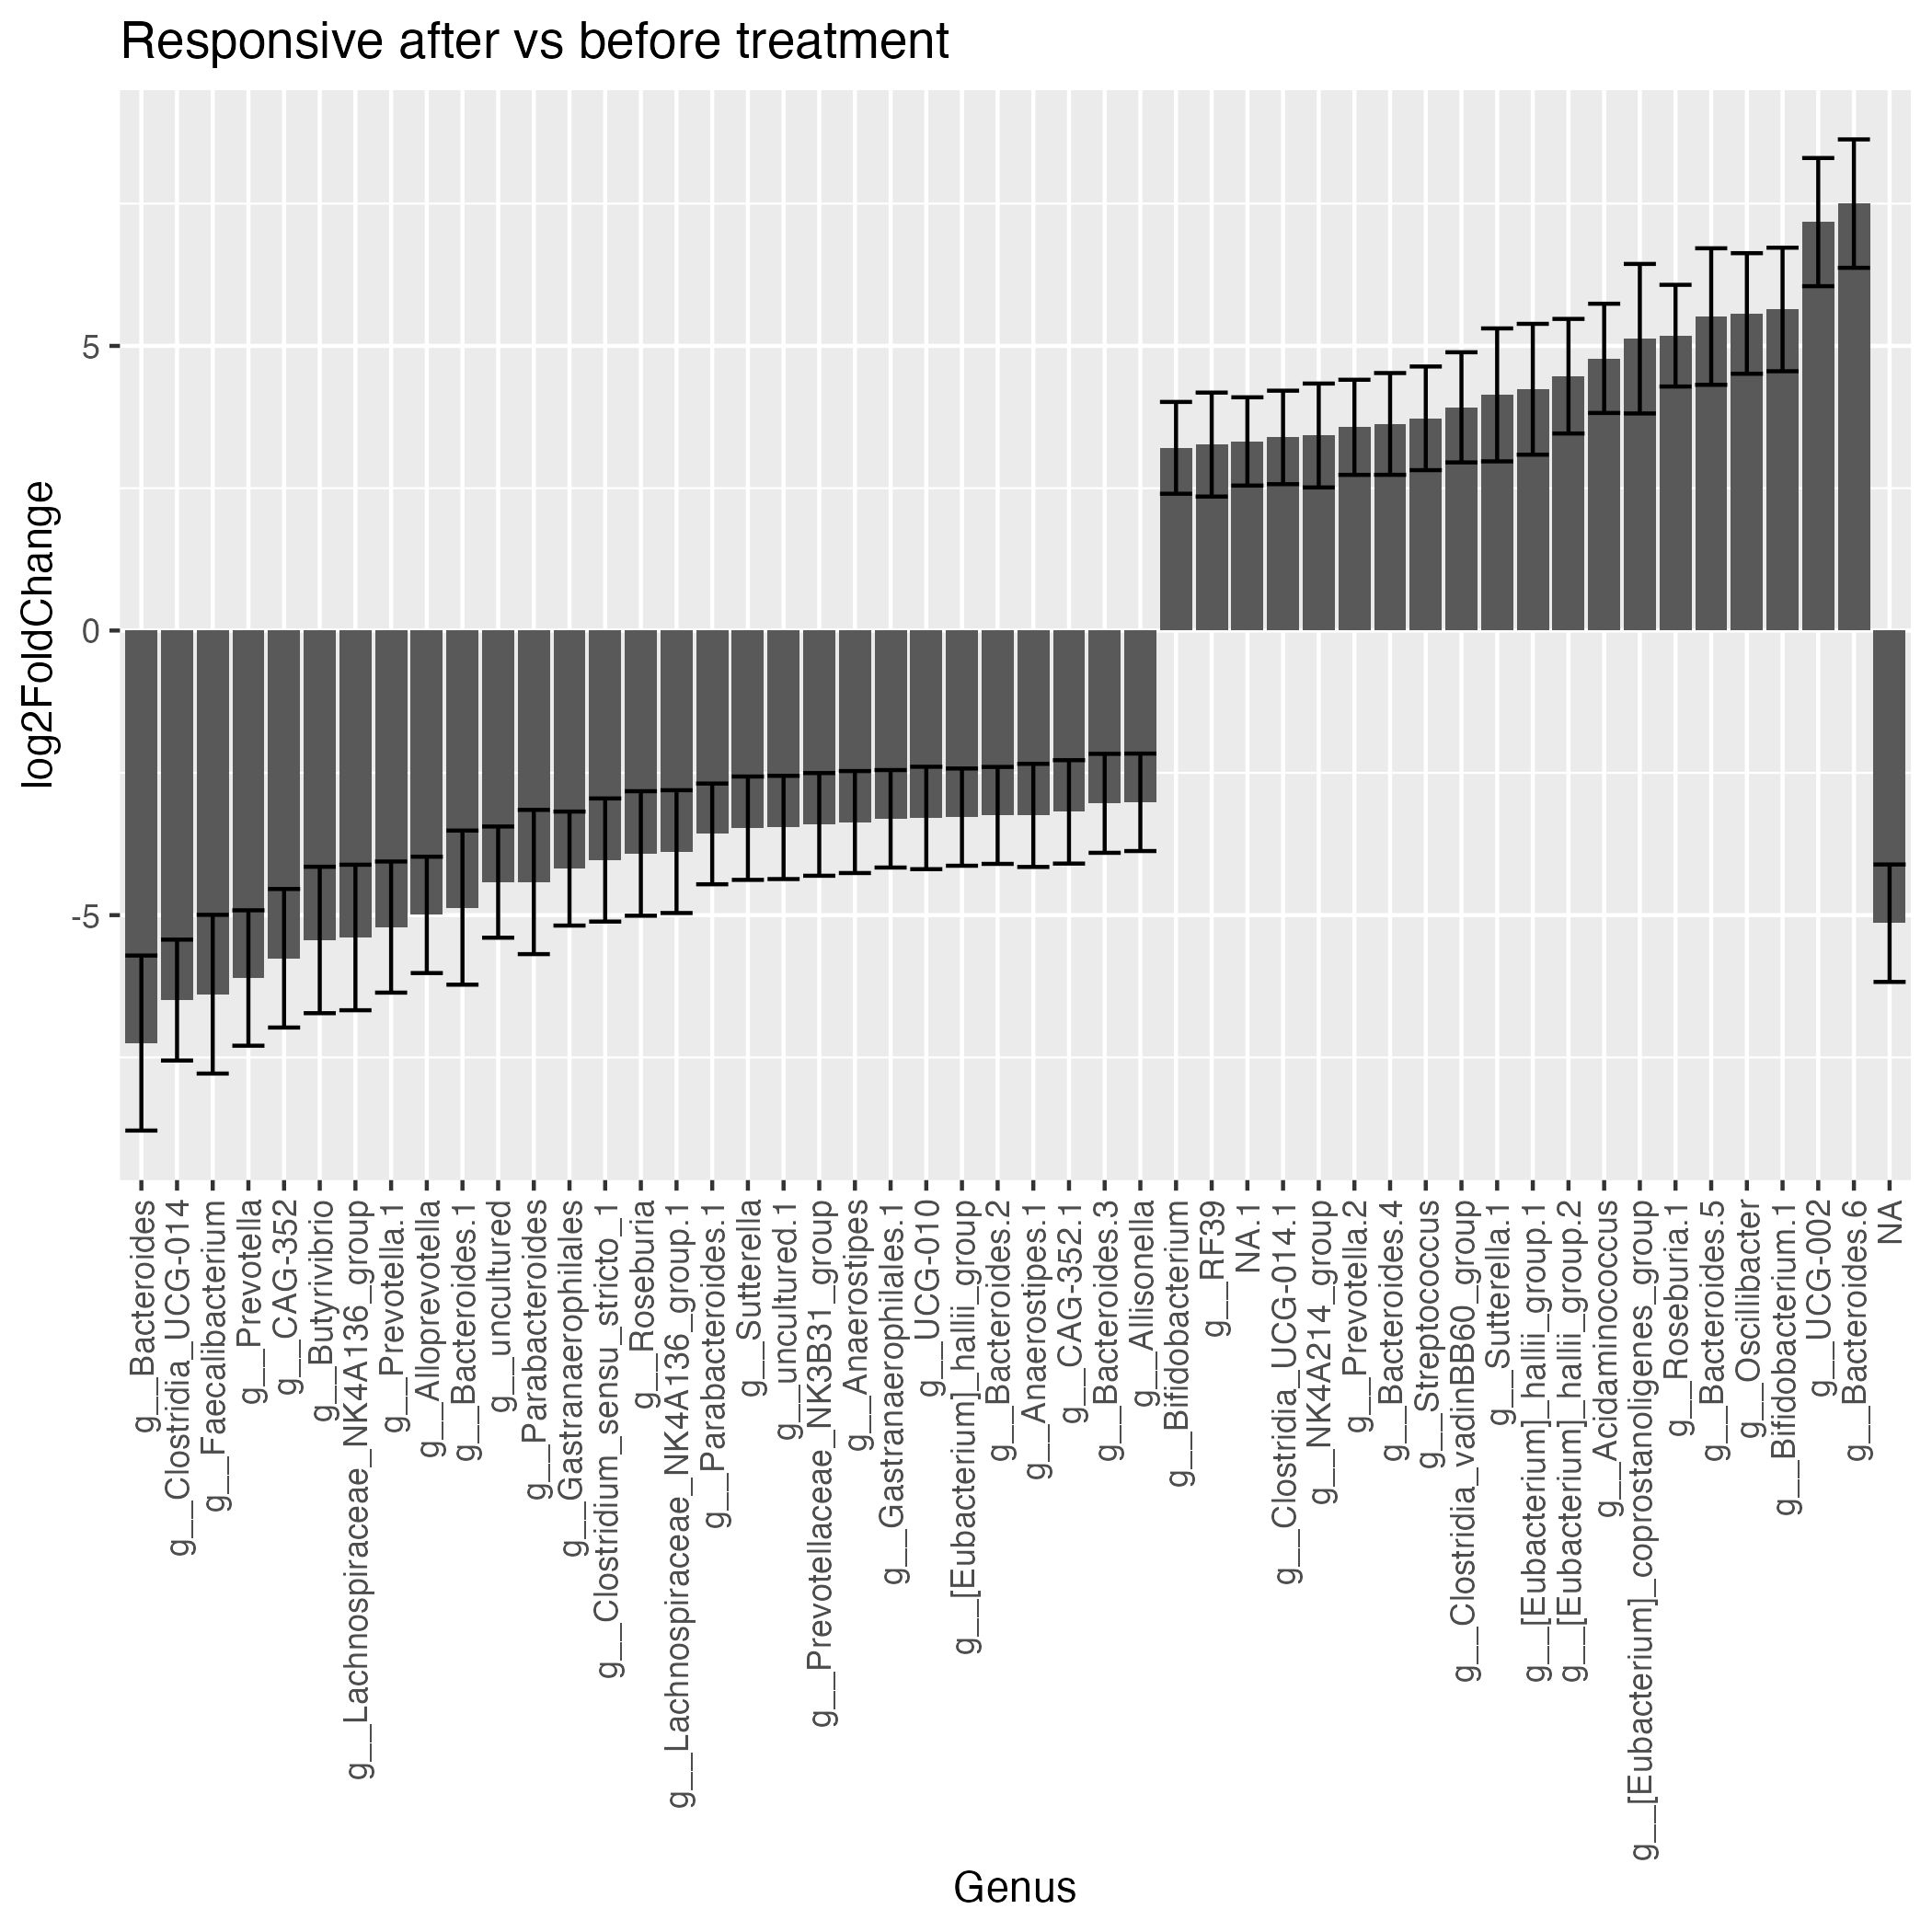 Responsive after vs before treatment
log2FoldChange
5
0
-5
g__Bacteroides
g__Clostridia_UCG-014
g__Faecalibacterium
g__Prevotella
g__CAG-352
g__Butyrivibrio
g__Lachnospiraceae_NK4A136_group
g__Prevotella.1
g__Alloprevotella
g__Bacteroides.1
g__uncultured
g__Parabacteroides
g__Gastranaerophilales
g__Clostridium_sensu_stricto_1
g__Roseburia
g__Lachnospiraceae_NK4A136_group.1
g__Parabacteroides.1
g__Sutterella
g__uncultured.1
g__Prevotellaceae_NK3B31_group
g__Anaerostipes
g__Gastranaerophilales.1
g__UCG-010
g__[Eubacterium]_hallii_group
g__Bacteroides.2
g__Anaerostipes.1
g__CAG-352.1
g__Bacteroides.3
g__Allisonella
g__Bifidobacterium
g__RF39
NA.1
g__Clostridia_UCG-014.1
g__NK4A214_group
g__Prevotella.2
g__Bacteroides.4
g__Streptococcus
g__Clostridia_vadinBB60_group
g__Sutterella.1
g__[Eubacterium]_hallii_group.1
g__[Eubacterium]_hallii_group.2
g__Acidaminococcus
g__[Eubacterium]_coprostanoligenes_group
g__Roseburia.1
g__Bacteroides.5
g__Oscillibacter
g__Bifidobacterium.1
g__UCG-002
g__Bacteroides.6
NA
Genus